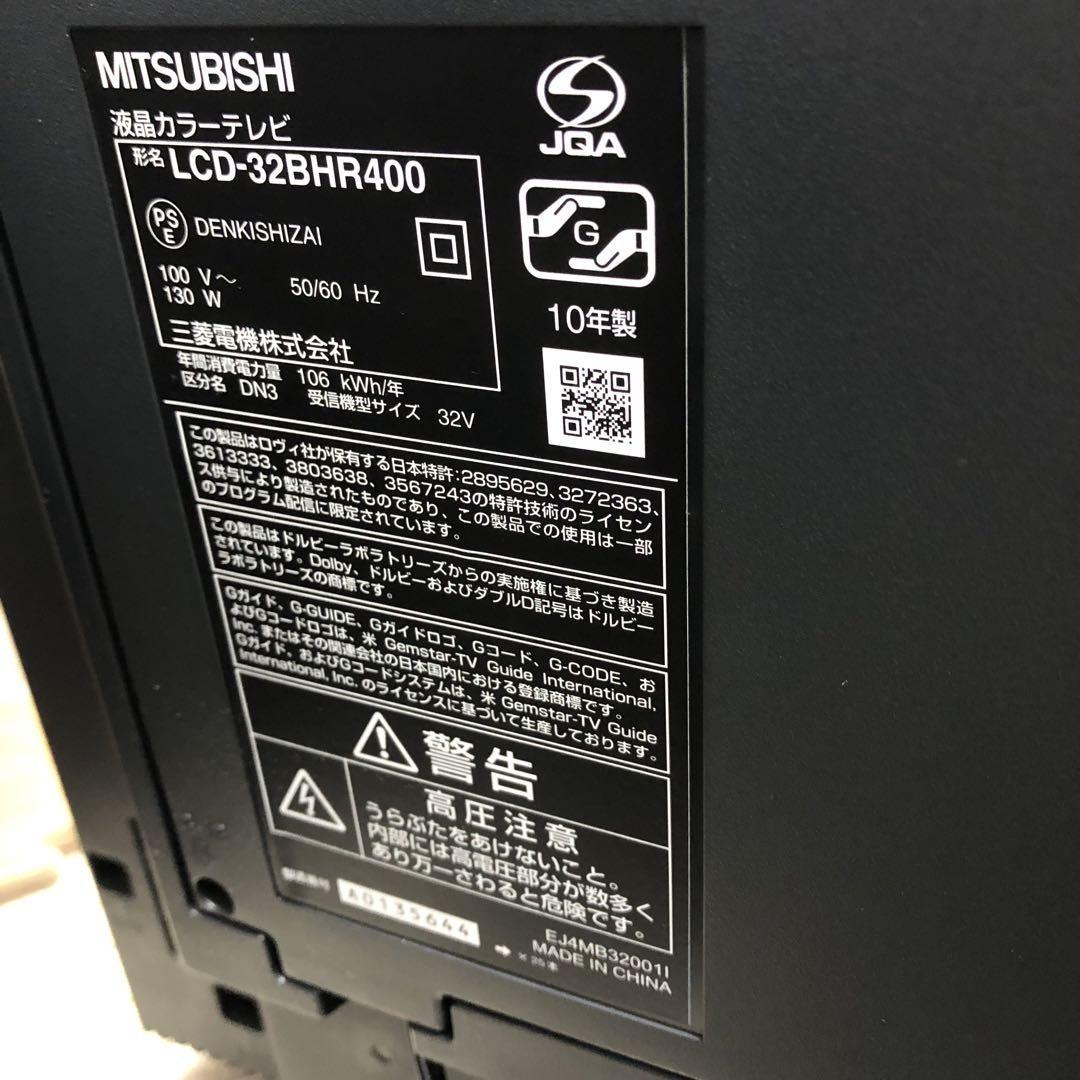 MITSUBISHI
液晶カラーテレビ
形名 LCD-32BHR400
PS
E
DENKISHIZAI
100 V～ 50/60 Hz
130 W
三菱電機株式会社
年間消費電力量 106 kWh/年
区分名 DN3 受信機型サイズ 32V
JQA
G
10年製
この製品はロヴィ社が保有する日本特許:2895629、3272363、
3613333、3803638、3567243の特許技術のライセン
ス供与により製造されたものであり、この製品での使用は一部
のプログラム配信に限定されています。
この製品はドルビーラボラトリーズからの実施権に基づき製造
されています。Dolby、ドルビーおよびダブルD記号はドルビー
ラボラトリーズの商標です。
Gガイド、G-GUIDE、Gガイドロゴ、Gコード、G-CODE、お
よびGコードロゴは、米 Gemstar-TV Guide International,
Inc. またはその関連会社の日本国内における登録商標です。
Gガイド、およびGコードシステムは、米 Gemstar-TV Guide
International, Inc. のライセンスに基づいて生産しております。
警告
高圧注意
うらぶたをあけないこと。
内部には高電圧部分が数多く
あり万一さわると危険です。
製造番号 A0135644
EJ4MB32001I
MADE IN CHINA